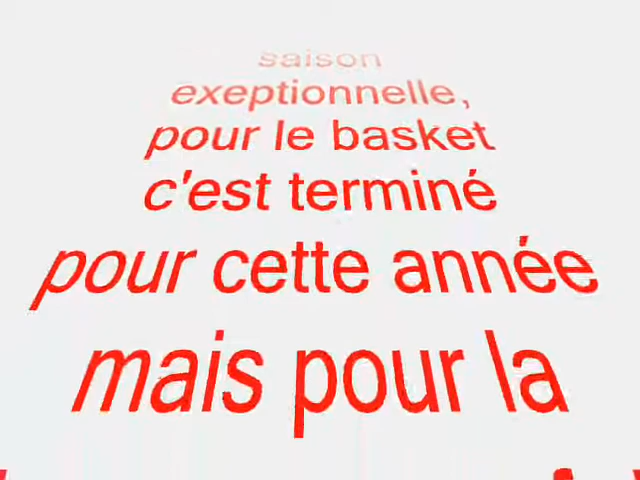 saison
exeptionnelle,
pour le basket
c'est terminé
pour cette année
mais pour la